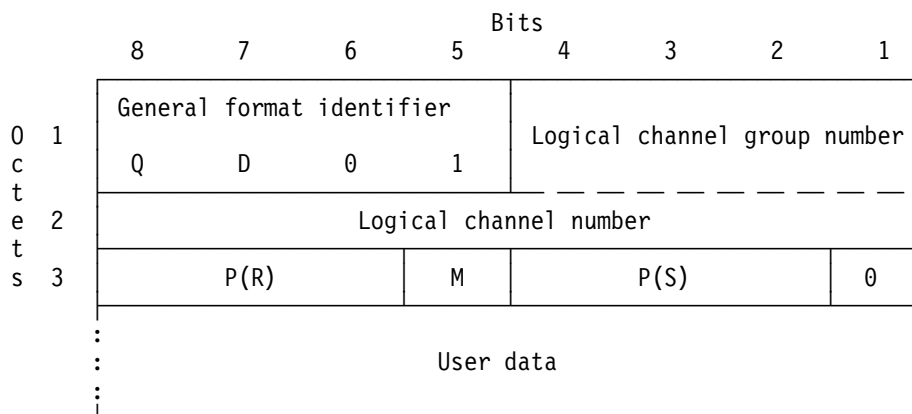 Bits
8 7 6 5 4 3 2 1
Octets
General format identifier
1 Logical channel group number
Q D 0 1
2 Logical channel number
3 P(R) M P(S) 0
User data